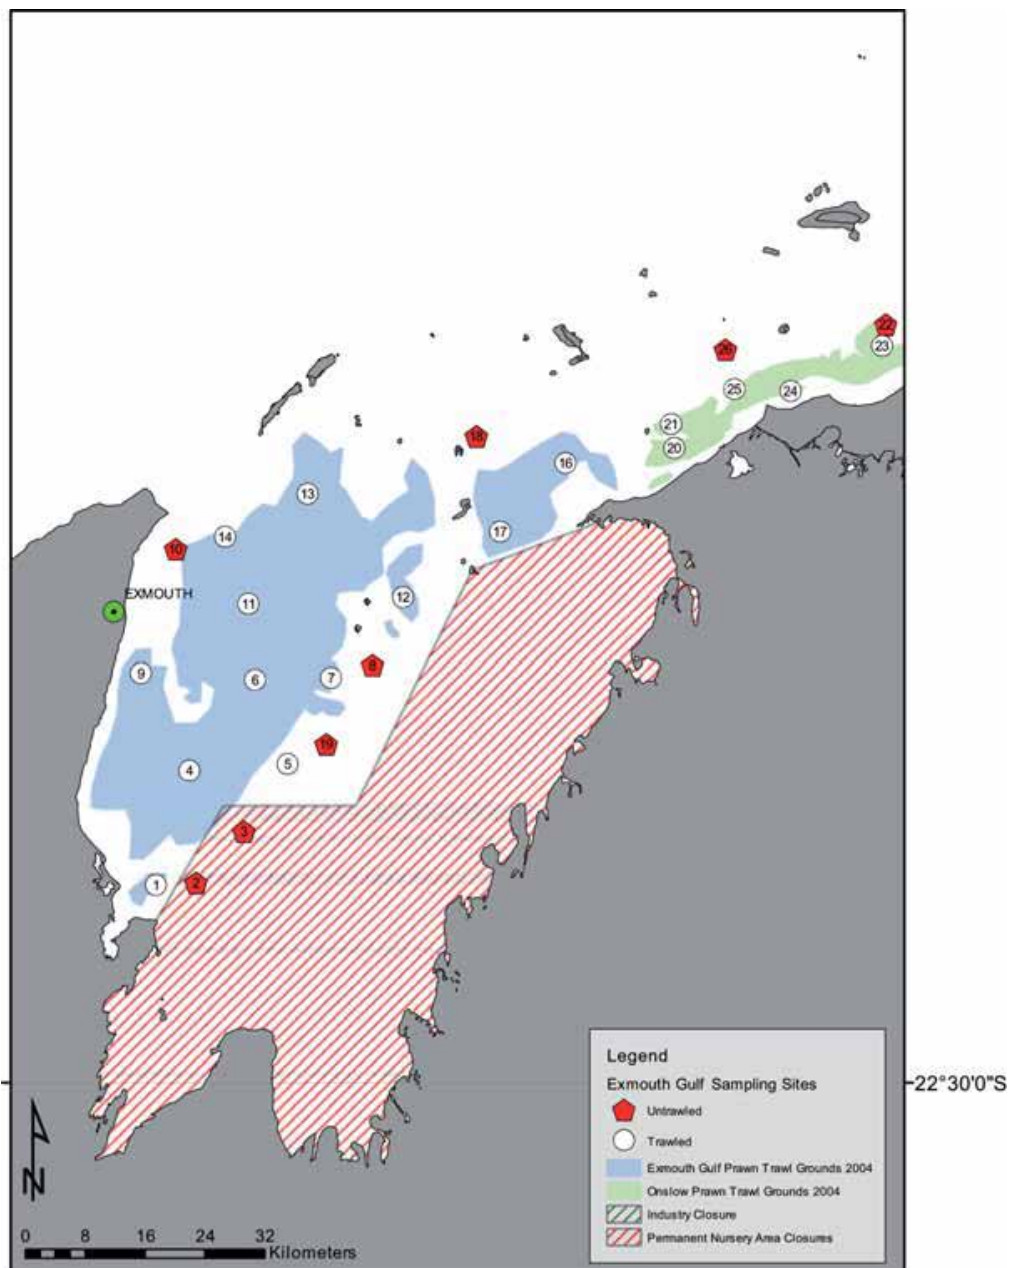 22
23
26
25
24
21
20
18
16
13
17
14
10
EXMOUTH
12
11
8
9
6
7
19
5
4
3
1
2
Legend
Exmouth Gulf Sampling Sites
Untrawled
Trawled
Exmouth Gulf Prawn Trawl Grounds 2004
Onslow Prawn Trawl Grounds 2004
Industry Closure
Permanent Nursery Area Closures
22°30'0"S
N
0 8 16 24 32
Kilometers